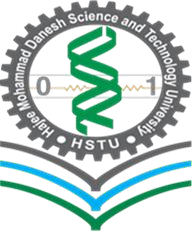 Hajee Mohammad Danesh Science and Technology University
0 1
• HSTU •